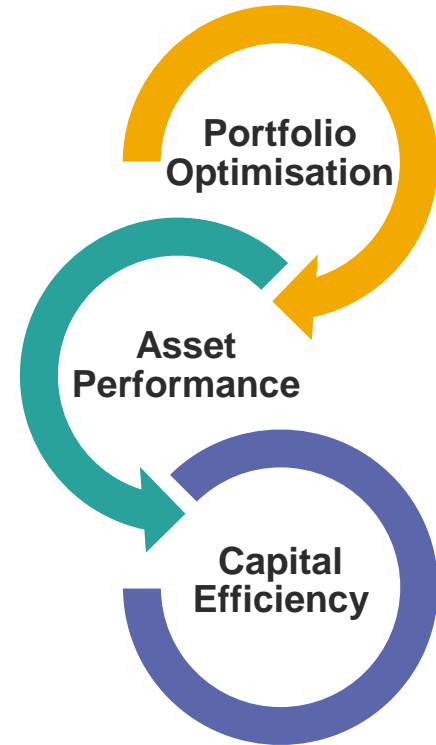 Portfolio
Optimisation
Asset
Performance
Capital
Efficiency